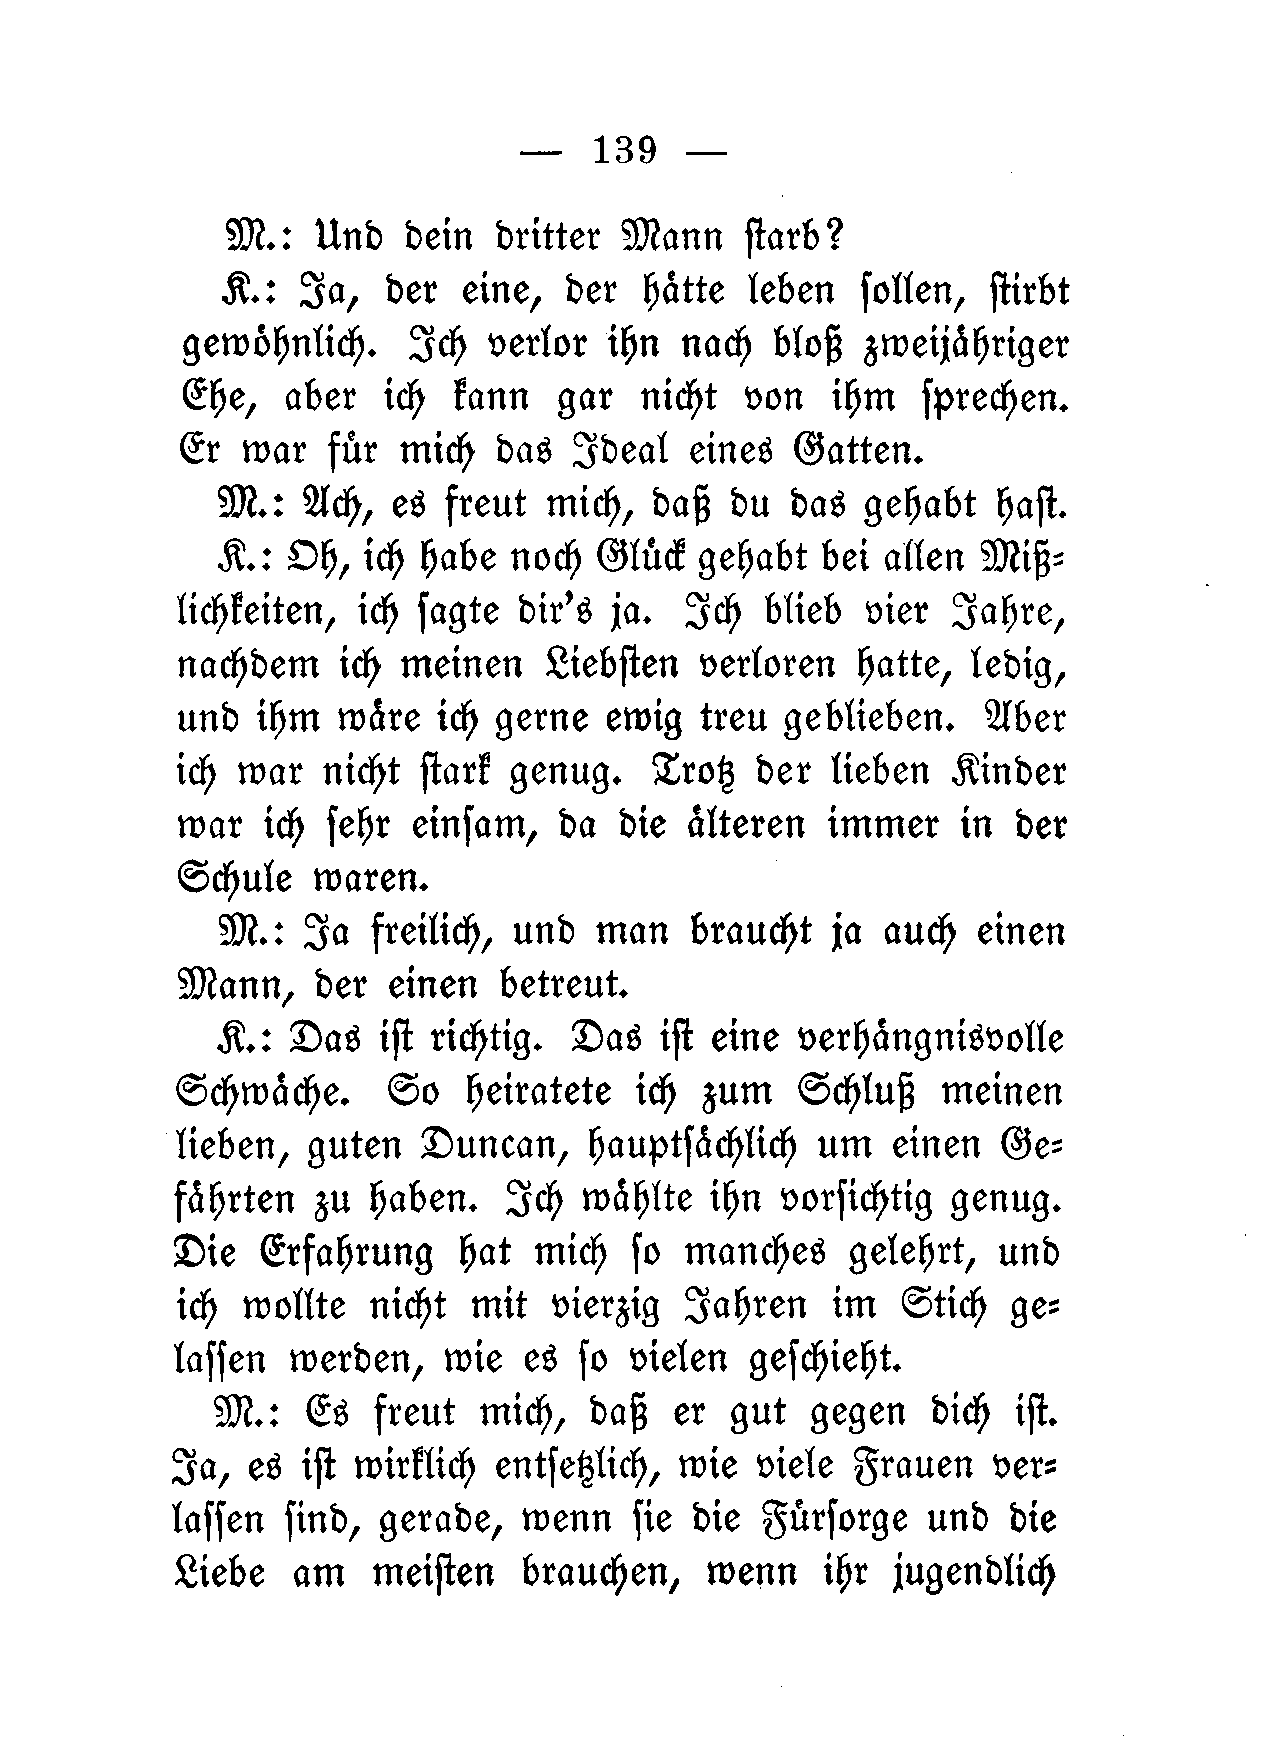 — 139 —
M.: Und dein dritter Mann starb?
K.: Ja, der eine, der hätte leben sollen, stirbt
gewöhnlich. Ich verlor ihn nach bloß zweijähriger
Ehe, aber ich kann gar nicht von ihm sprechen.
Er war für mich das Ideal eines Gatten.
M.: Ach, es freut mich, daß du das gehabt hast.
K.: Oh, ich habe noch Glück gehabt bei allen Miß-
lichkeiten, ich sagte dir's ja. Ich blieb vier Jahre,
nachdem ich meinen Liebsten verloren hatte, ledig,
und ihm wäre ich gerne ewig treu geblieben. Aber
ich war nicht stark genug. Trotz der lieben Kinder
war ich sehr einsam, da die älteren immer in der
Schule waren.
M.: Ja freilich, und man braucht ja auch einen
Mann, der einen betreut.
K.: Das ist richtig. Das ist eine verhängnisvolle
Schwäche. So heiratete ich zum Schluß meinen
lieben, guten Duncan, hauptsächlich um einen Ge-
fährten zu haben. Ich wählte ihn vorsichtig genug.
Die Erfahrung hat mich so manches gelehrt, und
ich wollte nicht mit vierzig Jahren im Stich ge-
lassen werden, wie es so vielen geschieht.
M.: Es freut mich, daß er gut gegen dich ist.
Ja, es ist wirklich entsetzlich, wie viele Frauen ver-
lassen sind, gerade, wenn sie die Fürsorge und die
Liebe am meisten brauchen, wenn ihr jugendlich